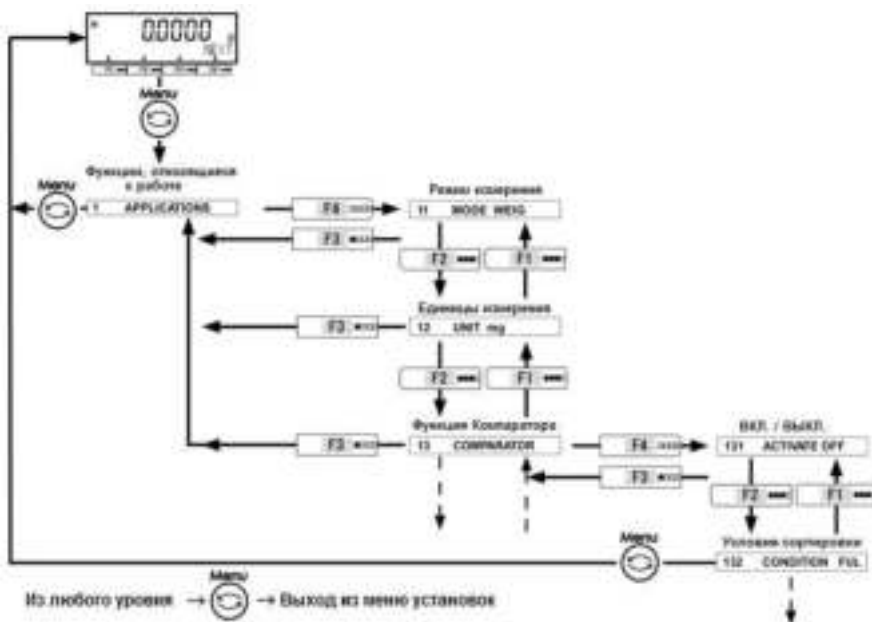 0.0000
Menu
Функции, относящиеся
к работе
Menu
1 APPLICATIONS
F4
Режим измерения
11 MODE WEIG
F3
F2
F1
Единицы измерения
F3
12 UNIT mg
F2
F1
Функция Компаратора
F3
13 COMPARATOR
F4
ВКЛ. / ВЫКЛ.
131 ACTIVATE OFF
F3
F2
F1
Menu
Условия сортировки
132 CONDITION FUL
Menu
Из любого уровня → → Выход из меню установок